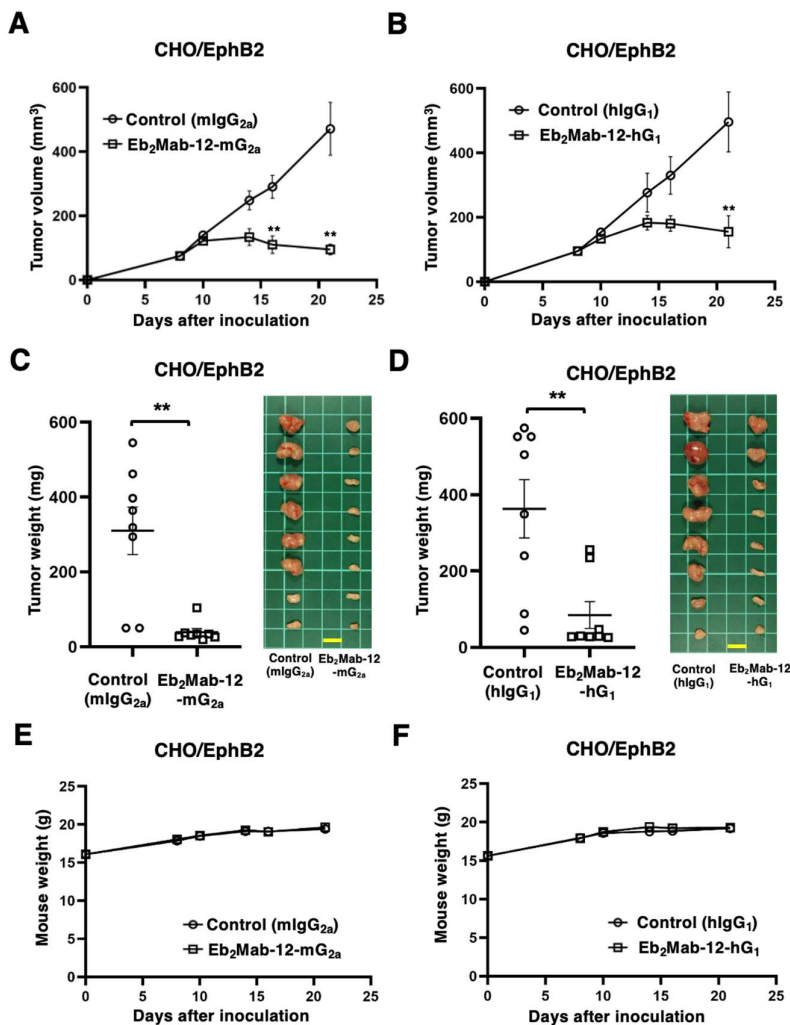 A
CHO/EphB2
Tumor volume (mm³)
600
400
200
0
0 5 10 15 20 25
Days after inoculation
Control (mIgG₂ₐ)
Eb₂Mab-12-mG₂ₐ
**
**
B
CHO/EphB2
Tumor volume (mm³)
600
400
200
0
0 5 10 15 20 25
Days after inoculation
Control (hIgG₁)
Eb₂Mab-12-hG₁
**
C
CHO/EphB2
Tumor weight (mg)
600
400
200
0
**
Control
(mIgG₂ₐ)
Eb₂Mab-12
-mG₂ₐ
Control
(mIgG₂ₐ)
Eb₂Mab-12
-mG₂ₐ
D
CHO/EphB2
Tumor weight (mg)
600
400
200
0
**
Control
(hIgG₁)
Eb₂Mab-12
-hG₁
Control
(hIgG₁)
Eb₂Mab-12
-hG₁
E
CHO/EphB2
Mouse weight (g)
25
20
15
10
5
0
0 5 10 15 20 25
Days after inoculation
Control (mIgG₂ₐ)
Eb₂Mab-12-mG₂ₐ
F
CHO/EphB2
Mouse weight (g)
25
20
15
10
5
0
0 5 10 15 20 25
Days after inoculation
Control (hIgG₁)
Eb₂Mab-12-hG₁